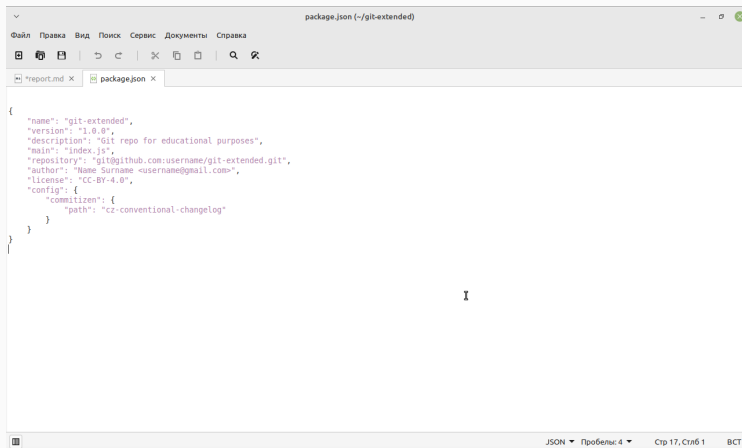 package.json (~/git-extended)
Файл Правка Вид Поиск Сервис Документы Справка
*report.md × package.json ×
{
    "name": "git-extended",
    "version": "1.0.0",
    "description": "Git repo for educational purposes",
    "main": "index.js",
    "repository": "git@github.com:username/git-extended.git",
    "author": "Name Surname <username@gmail.com>",
    "license": "CC-BY-4.0",
    "config": {
        "commitizen": {
            "path": "cz-conventional-changelog"
        }
    }
}
JSON Пробелы: 4 Стр 17, Стлб 1 ВСТ